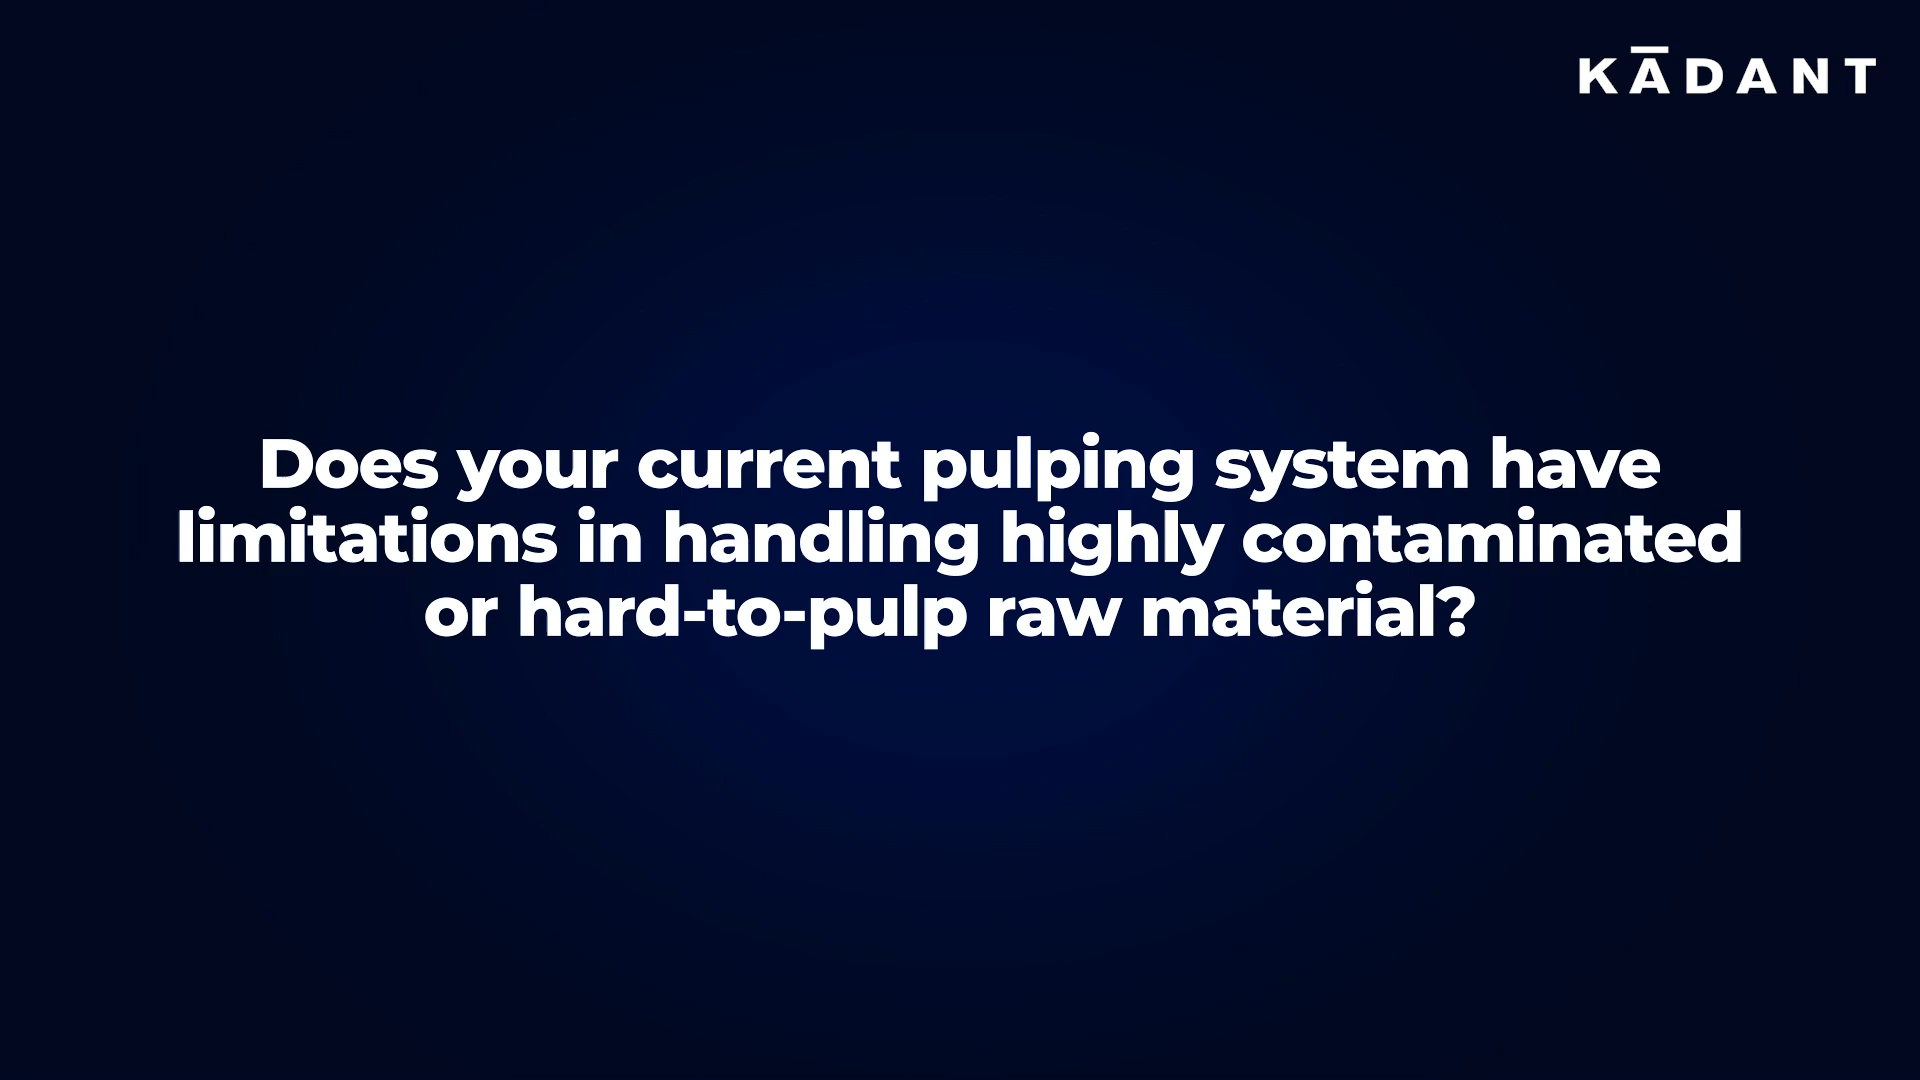 KĀDANT
Does your current pulping system have
limitations in handling highly contaminated
or hard-to-pulp raw material?